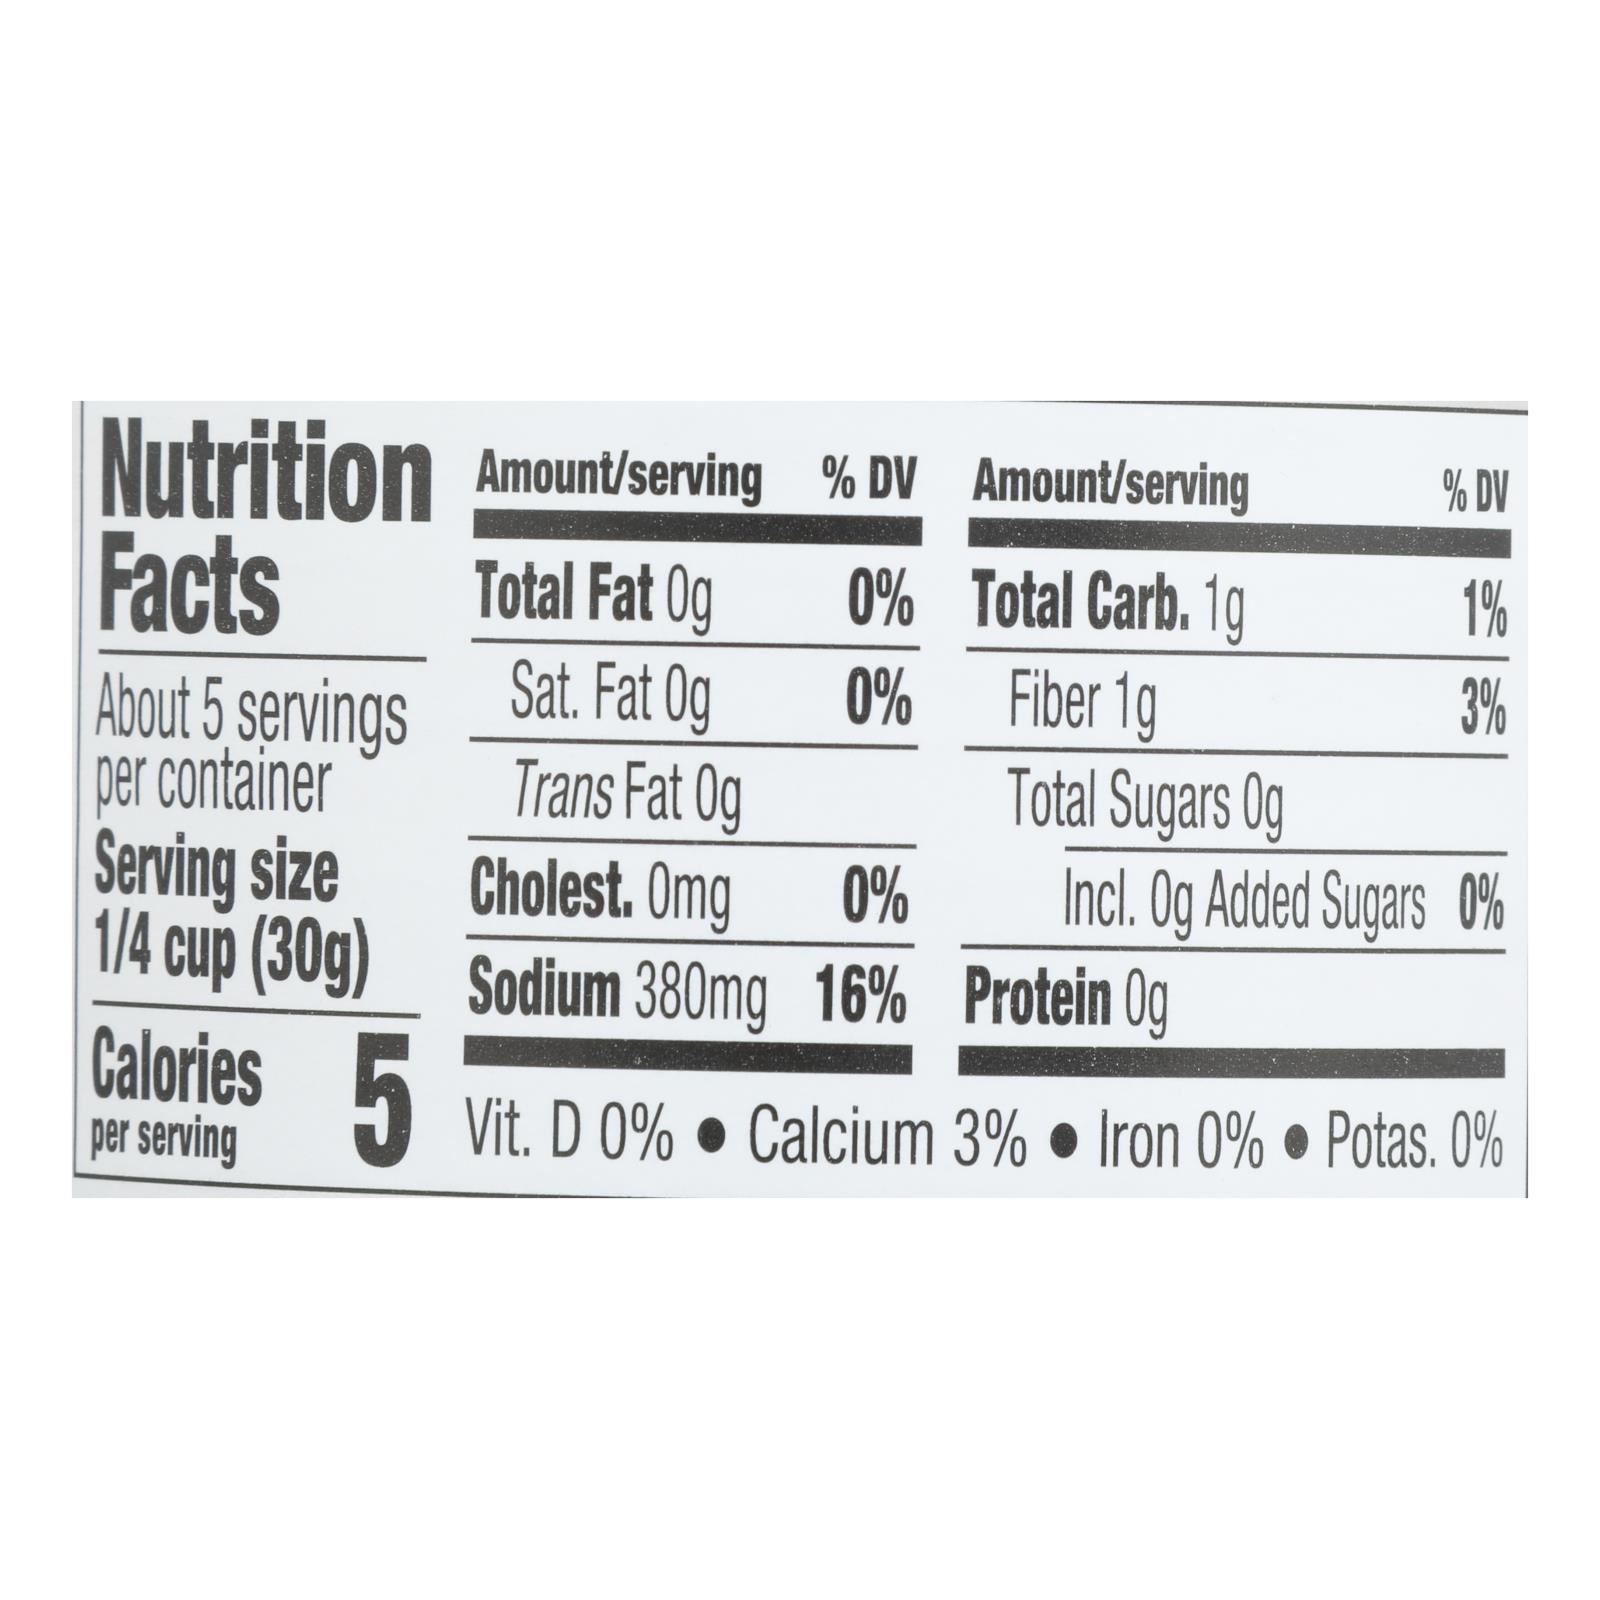 Nutrition
Facts
About 5 servings
per container
Serving size
1/4 cup (30g)
Calories 5
per serving
Amount/serving % DV
Total Fat 0g 0%
Sat. Fat 0g 0%
Trans Fat 0g
Cholest. 0mg 0%
Sodium 380mg 16%
Amount/serving % DV
Total Carb. 1g 1%
Fiber 1g 3%
Total Sugars 0g
Incl. 0g Added Sugars 0%
Protein 0g
Vit. D 0% ● Calcium 3% ● Iron 0% ● Potas. 0%